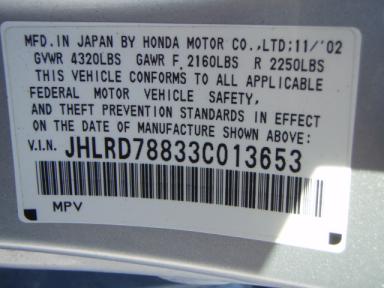 MFD. IN JAPAN BY HONDA MOTOR CO.,LTD; 11/'02
GVWR 4320LBS GAWR F 2160LBS R 2250LBS
THIS VEHICLE CONFORMS TO ALL APPLICABLE
FEDERAL MOTOR VEHICLE SAFETY,
AND THEFT PREVENTION STANDARDS IN EFFECT
ON THE DATE OF MANUFACTURE SHOWN ABOVE:
V.I.N. JHLRD78833C013653
MPV